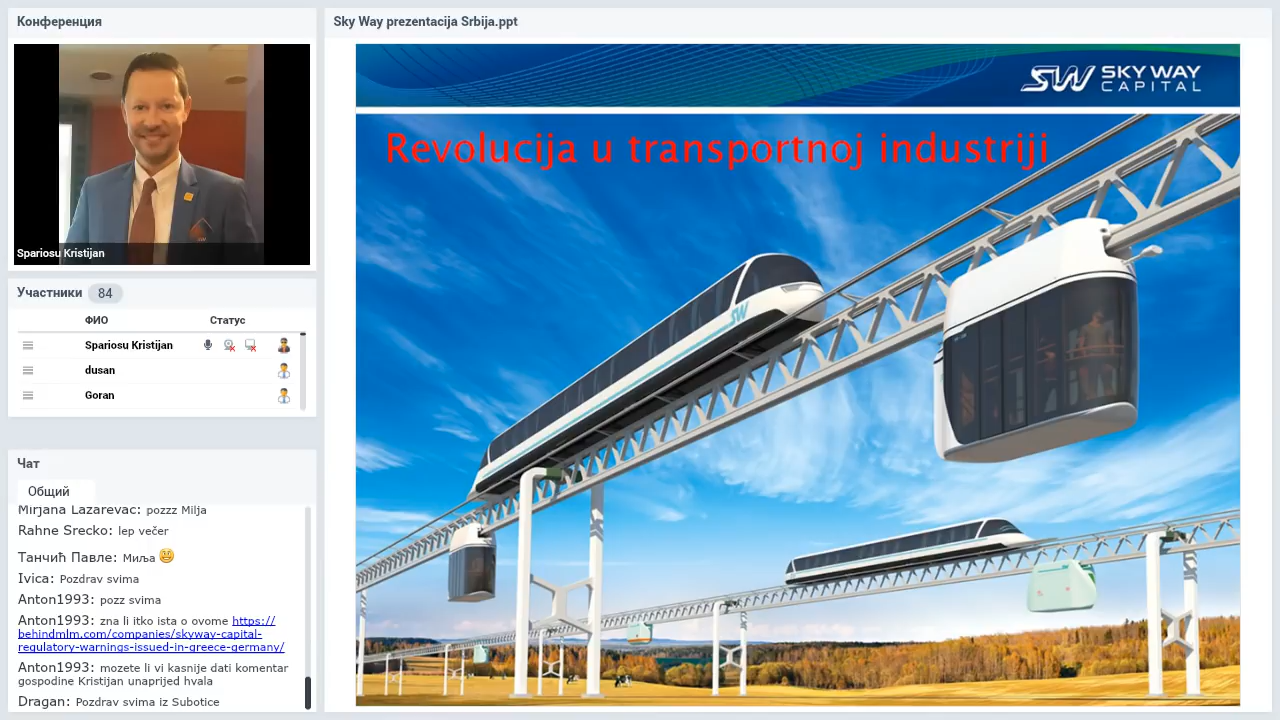 Конференция
Spariosu Kristijan
Участники 84
ФИО Статус
Spariosu Kristijan
dusan
Goran
Чат
Общий
Mirjana Lazarevac: pozzz Milja
Rahne Srecko: lep večer
Танчић Павле: Миља
Ivica: Pozdrav svima
Anton1993: pozz svima
Anton1993: zna li itko ista o ovome https://
behindmlm.com/companies/skyway-capital-
regulatory-warnings-issued-in-greece-germany/
Anton1993: mozete li vi kasnije dati komentar
gospodine Kristijan unaprijed hvala
Dragan: Pozdrav svima iz Subotice
Sky Way prezentacija Srbija.ppt
SW SKY WAY
CAPITAL
Revolucija u transportnoj industriji
SW